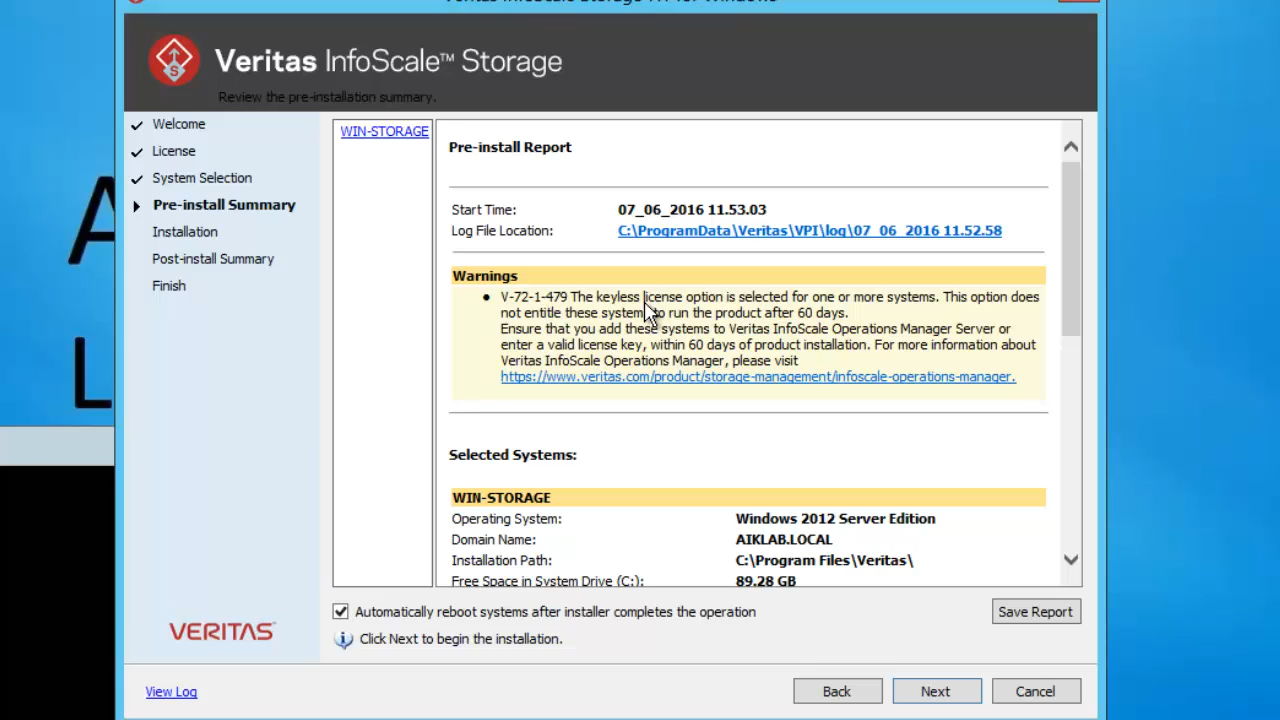 Veritas InfoScale Storage 7.1 for Windows
Veritas InfoScale™ Storage
Review the pre-installation summary.
Welcome
License
System Selection
Pre-install Summary
Installation
Post-install Summary
Finish
WIN-STORAGE
Pre-install Report
Start Time: 07_06_2016 11.53.03
Log File Location: C:\ProgramData\Veritas\VPI\log\07_06_2016 11.52.58
Warnings
• V-72-1-479 The keyless license option is selected for one or more systems. This option does
not entitle these systems to run the product after 60 days.
Ensure that you add these systems to Veritas InfoScale Operations Manager Server or
enter a valid license key, within 60 days of product installation. For more information about
Veritas InfoScale Operations Manager, please visit
https://www.veritas.com/product/storage-management/infoscale-operations-manager.
Selected Systems:
WIN-STORAGE
Operating System: Windows 2012 Server Edition
Domain Name: AIKLAB.LOCAL
Installation Path: C:\Program Files\Veritas\
Free Space in System Drive (C:): 89.28 GB
Automatically reboot systems after installer completes the operation
Save Report
Click Next to begin the installation.
VERITAS
View Log
Back
Next
Cancel
A
L